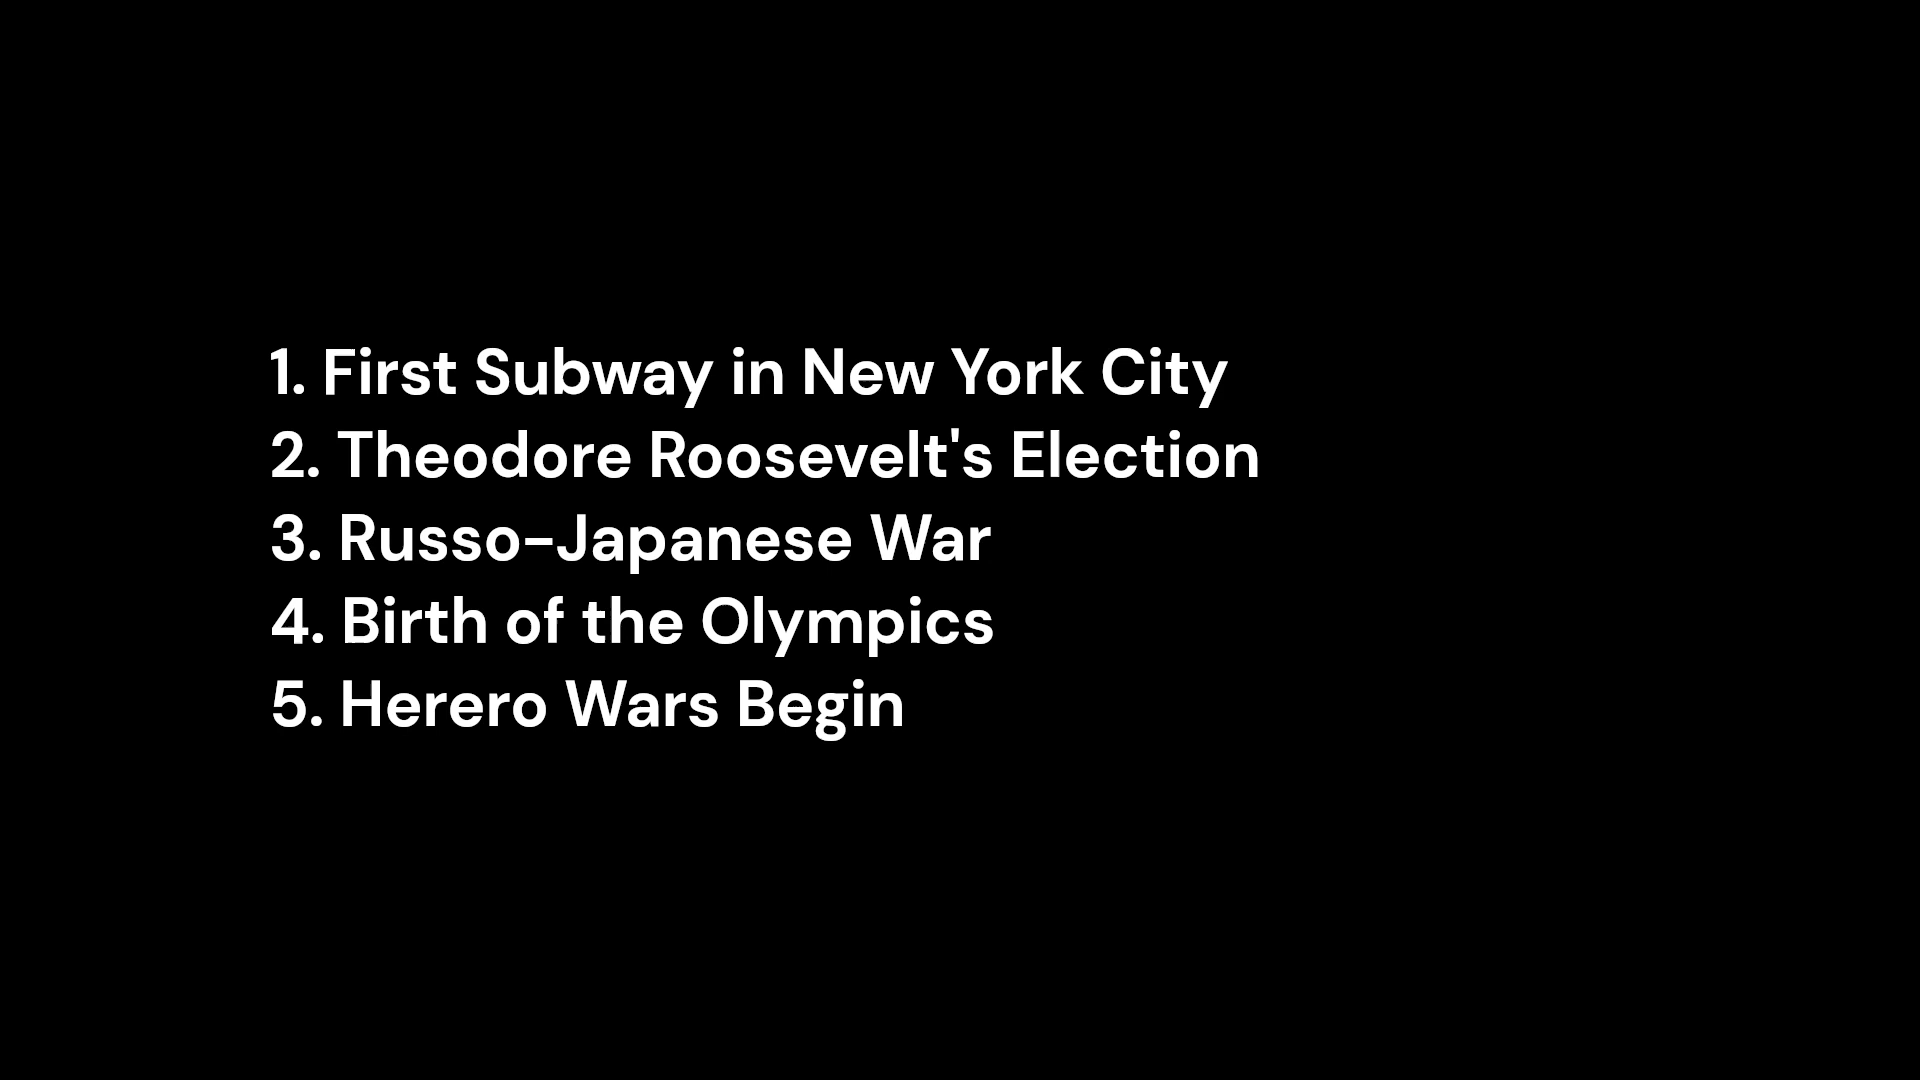 1. First Subway in New York City
2. Theodore Roosevelt's Election
3. Russo-Japanese War
4. Birth of the Olympics
5. Herero Wars Begin